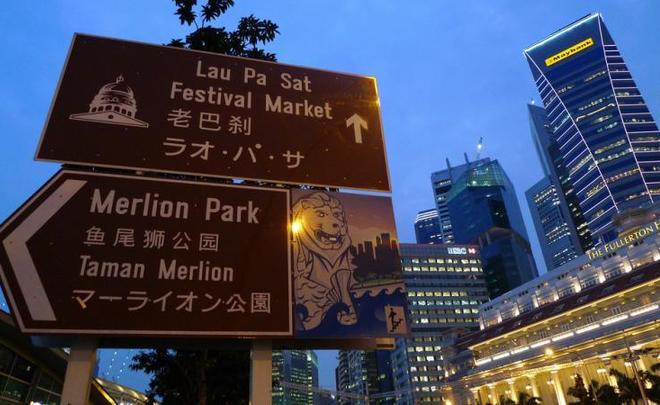 Lau Pa Sat
Festival Market
老巴刹
ラオ・パ・サ
Merlion Park
鱼尾狮公园
Taman Merlion
マーライオン公園
Maybank
HSBC
THE FULLERTON